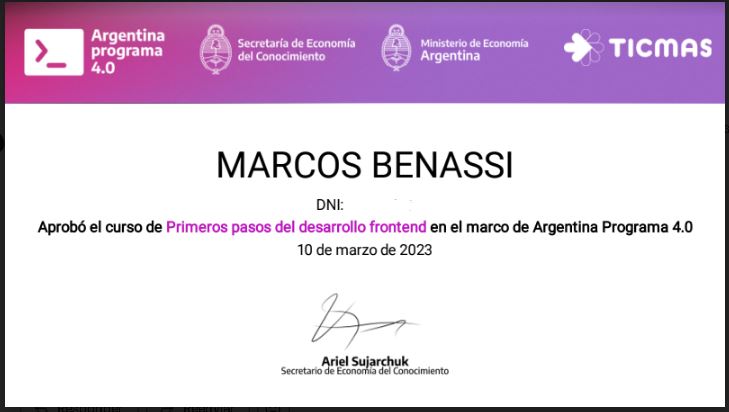 Argentina
programa
4.0
Secretaría de Economía
del Conocimiento
Ministerio de Economía
Argentina
TICMAS
MARCOS BENASSI
DNI:
Aprobó el curso de Primeros pasos del desarrollo frontend en el marco de Argentina Programa 4.0
10 de marzo de 2023
Ariel Sujarchuk
Secretario de Economía del Conocimiento